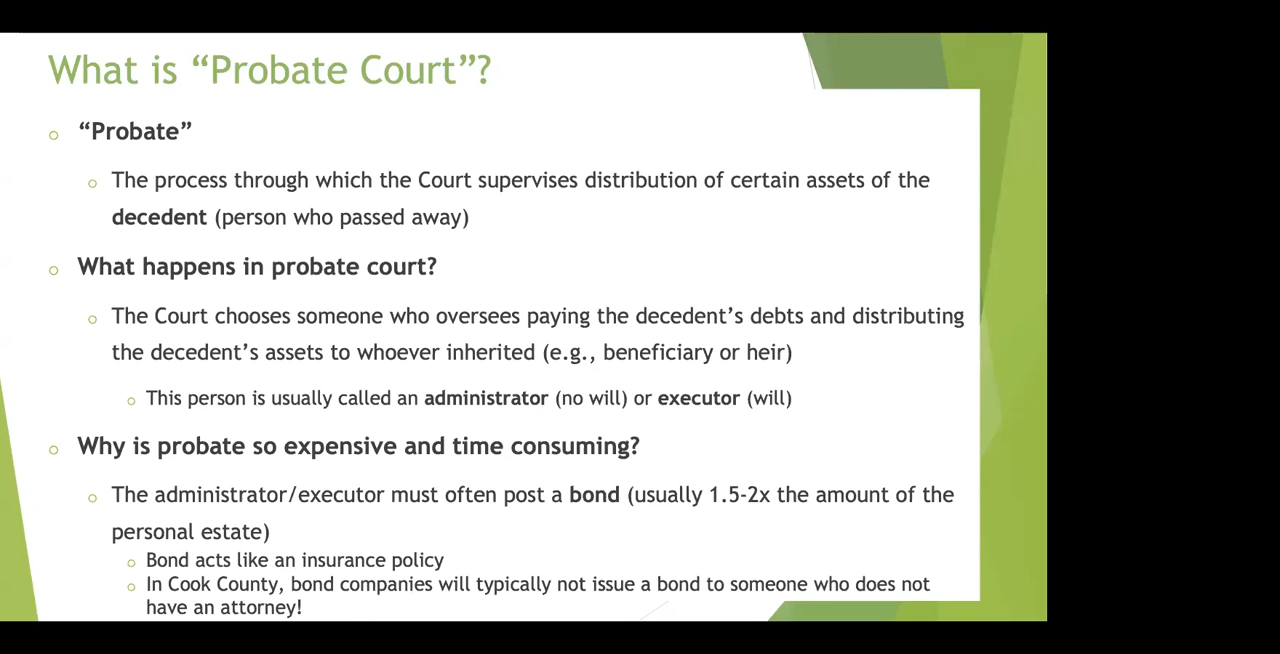 What is “Probate Court”?
“Probate”
The process through which the Court supervises distribution of certain assets of the
decedent (person who passed away)
What happens in probate court?
The Court chooses someone who oversees paying the decedent’s debts and distributing
the decedent’s assets to whoever inherited (e.g., beneficiary or heir)
This person is usually called an administrator (no will) or executor (will)
Why is probate so expensive and time consuming?
The administrator/executor must often post a bond (usually 1.5-2x the amount of the
personal estate)
Bond acts like an insurance policy
In Cook County, bond companies will typically not issue a bond to someone who does not
have an attorney!